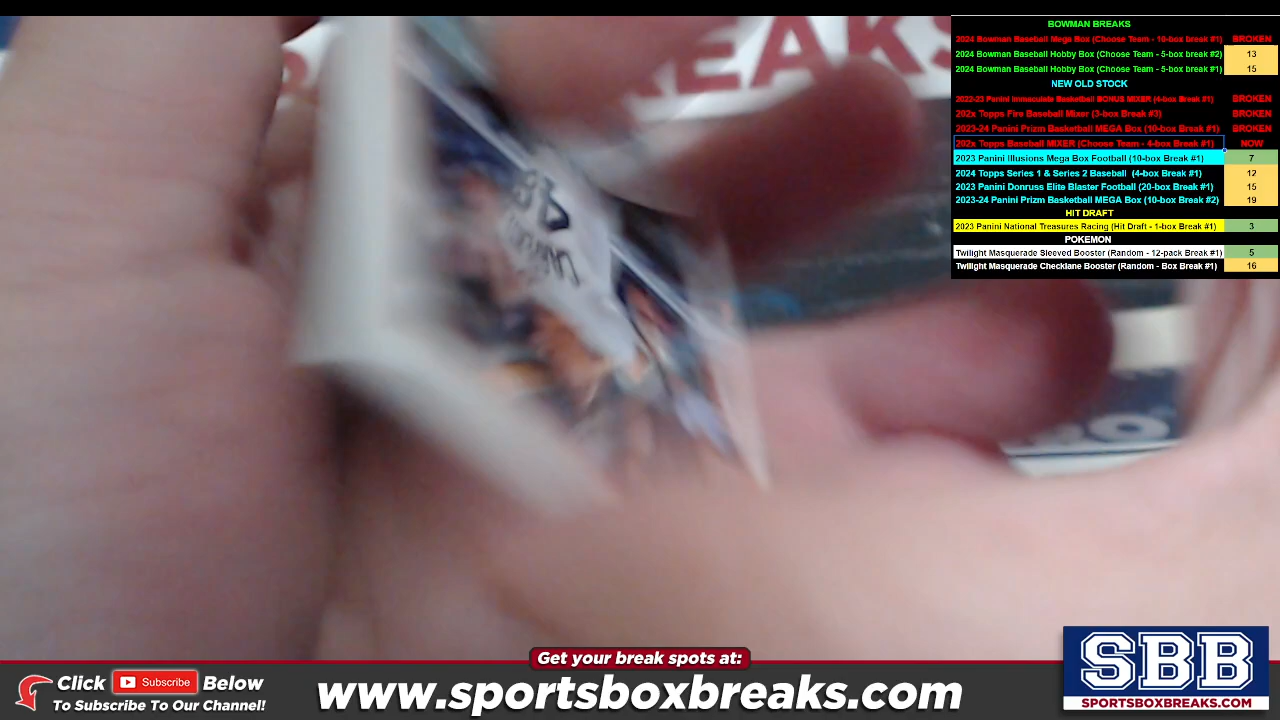 EAKS
BOWMAN BREAKS
2024 Bowman Baseball Mega Box (Choose Team - 10-box break #1) BROKEN
2024 Bowman Baseball Hobby Box (Choose Team - 5-box break #2) 13
2024 Bowman Baseball Hobby Box (Choose Team - 5-box break #1) 15
NEW OLD STOCK
2022-23 Panini Immaculate Basketball BONUS MIXER (4-box Break #1) BROKEN
202x Topps Fire Baseball Mixer (3-box Break #3) BROKEN
2023-24 Panini Prizm Basketball MEGA Box (10-box Break #1) BROKEN
202x Topps Baseball MIXER (Choose Team - 4-box Break #1) NOW
2023 Panini Illusions Mega Box Football (10-box Break #1) 7
2024 Topps Series 1 & Series 2 Baseball (4-box Break #1) 12
2023 Panini Donruss Elite Blaster Football (20-box Break #1) 15
2023-24 Panini Prizm Basketball MEGA Box (10-box Break #2) 19
HIT DRAFT
2023 Panini National Treasures Racing (Hit Draft - 1-box Break #1) 3
POKEMON
Twilight Masquerade Sleeved Booster (Random - 12-pack Break #1) 5
Twilight Masquerade Checklane Booster (Random - Box Break #1) 16
Get your break spots at:
Click Subscribe Below
To Subscribe To Our Channel!
www.sportsboxbreaks.com
SBB
SPORTSBOXBREAKS.COM